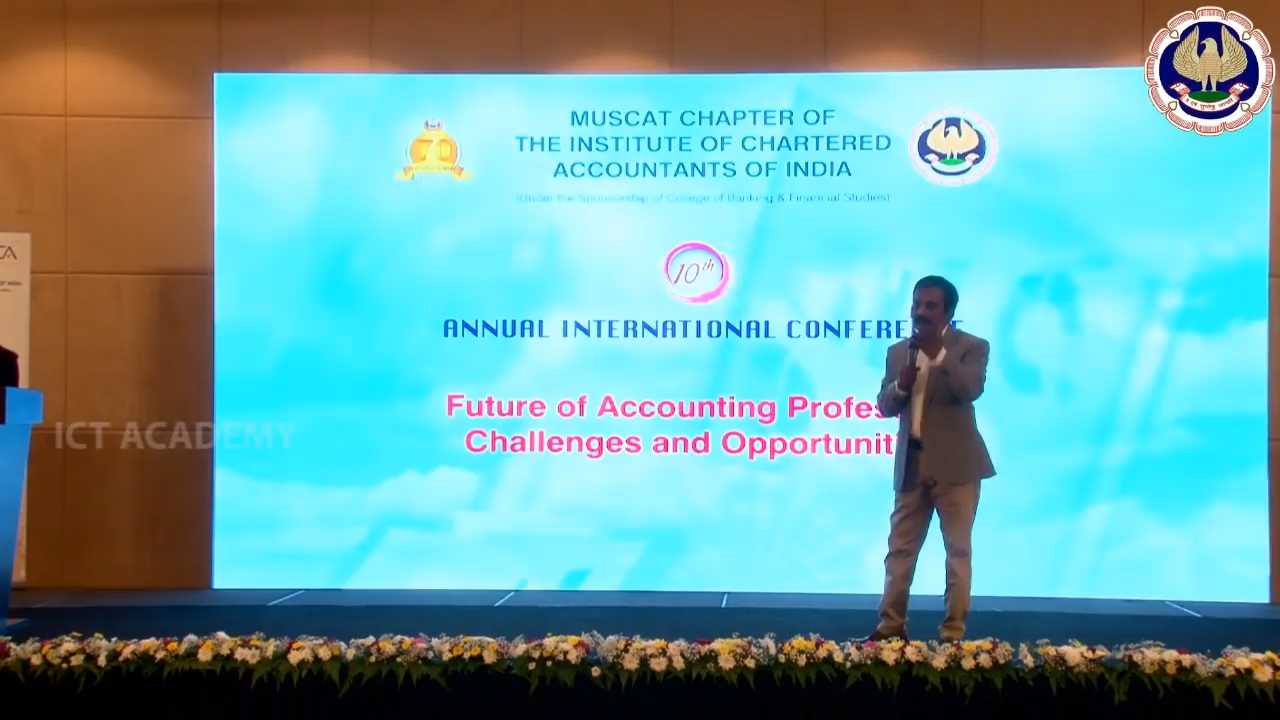 MUSCAT CHAPTER OF
THE INSTITUTE OF CHARTERED
ACCOUNTANTS OF INDIA
(Under the Sponsorship of College of Banking & Financial Studies)
70
10th
ANNUAL INTERNATIONAL CONFERE
Future of Accounting Profes
Challenges and Opportunit
ICT ACADEMY